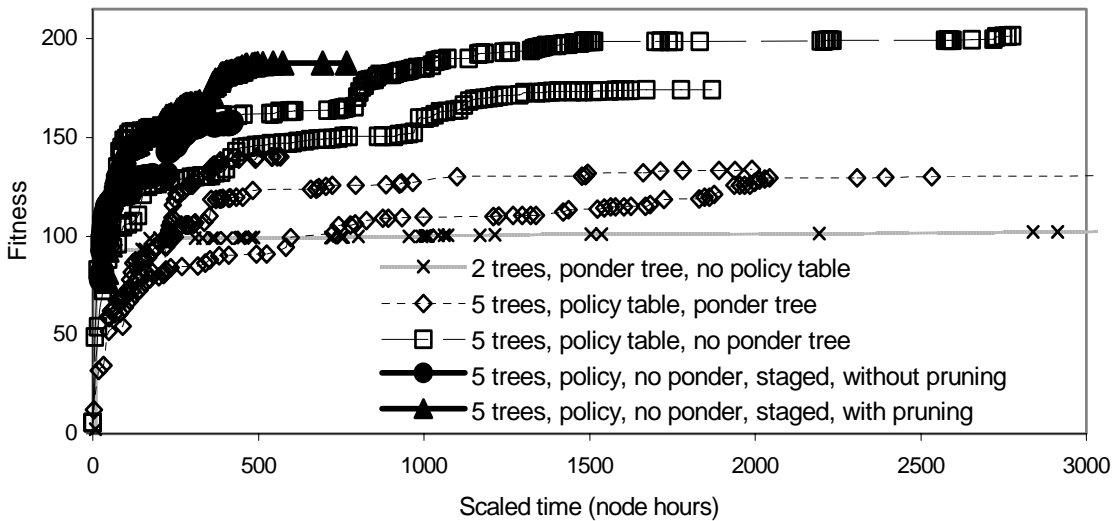 200
150
100
50
0
Fitness
2 trees, ponder tree, no policy table
5 trees, policy table, ponder tree
5 trees, policy table, no ponder tree
5 trees, policy, no ponder, staged, without pruning
5 trees, policy, no ponder, staged, with pruning
0 500 1000 1500 2000 2500 3000
Scaled time (node hours)